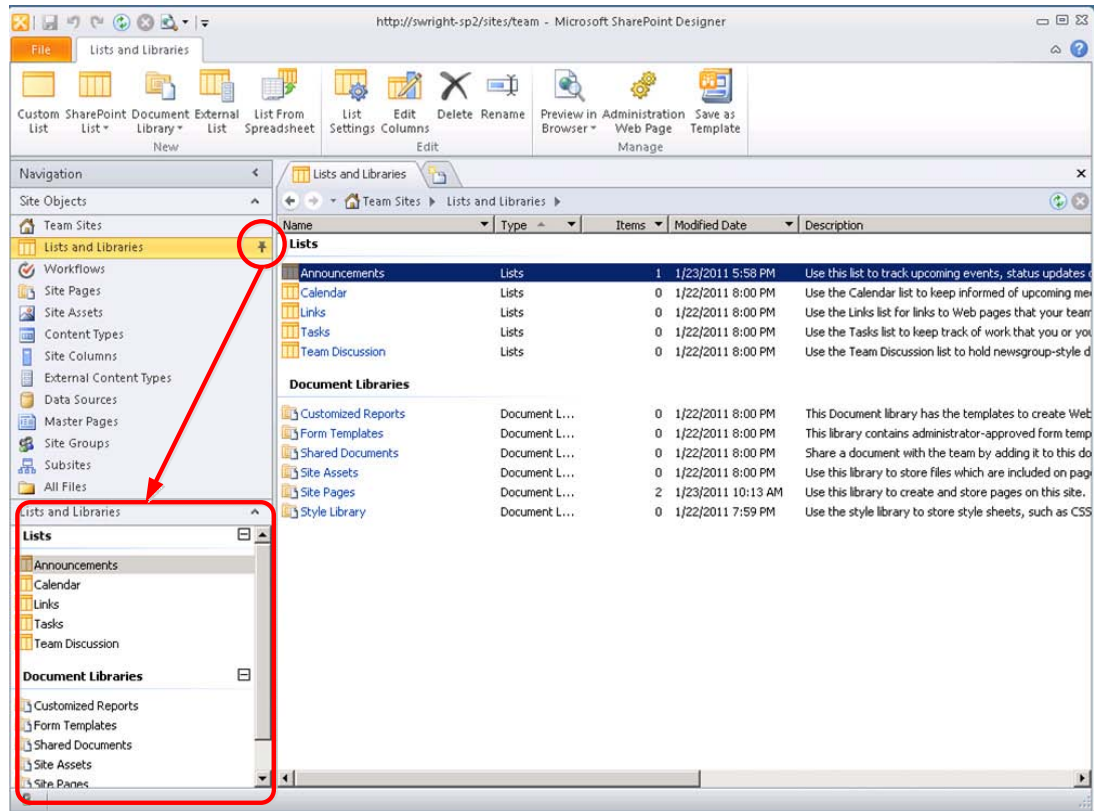 http://swright-sp2/sites/team - Microsoft SharePoint Designer
File Lists and Libraries
Custom List SharePoint List Document Library External List List From Spreadsheet List Settings Edit Columns Delete Rename Preview in Browser Administration Web Page Save as Template
New Edit Manage
Navigation
Site Objects
Team Sites
Lists and Libraries
Workflows
Site Pages
Site Assets
Content Types
Site Columns
External Content Types
Data Sources
Master Pages
Site Groups
Subsites
All Files
Lists and Libraries
Lists
Announcements
Calendar
Links
Tasks
Team Discussion
Document Libraries
Customized Reports
Form Templates
Shared Documents
Site Assets
Site Pages
Lists and Libraries
Team Sites Lists and Libraries
Name Type Items Modified Date Description
Lists
Announcements Lists 1 1/23/2011 5:58 PM Use this list to track upcoming events, status updates
Calendar Lists 0 1/22/2011 8:00 PM Use the Calendar list to keep informed of upcoming
Links Lists 0 1/22/2011 8:00 PM Use the Links list for links to Web pages that your
Tasks Lists 0 1/22/2011 8:00 PM Use the Tasks list to keep track of work that you or
Team Discussion Lists 0 1/22/2011 8:00 PM Use the Team Discussion list to hold newsgroup-style
Document Libraries
Customized Reports Document L... 0 1/22/2011 8:00 PM This Document library has the templates to create Web
Form Templates Document L... 0 1/22/2011 8:00 PM This library contains administrator-approved form
Shared Documents Document L... 0 1/22/2011 8:00 PM Share a document with the team by adding it to this
Site Assets Document L... 0 1/22/2011 8:00 PM Use this library to store files which are included on
Site Pages Document L... 2 1/23/2011 10:13 AM Use this library to create and store pages on this site.
Style Library Document L... 0 1/22/2011 7:59 PM Use the style library to store style sheets, such as CSS